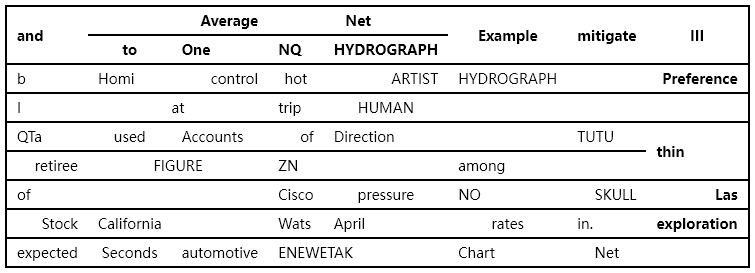 and Average Net Example mitigate III
to One NQ HYDROGRAPH
b Homi control hot ARTIST HYDROGRAPH Preference
I at trip HUMAN
QTa used Accounts of Direction TUTU thin
retiree FIGURE ZN among
of Cisco pressure NO SKULL Las
Stock California Wats April rates in. exploration
expected Seconds automotive ENEWETAK Chart Net